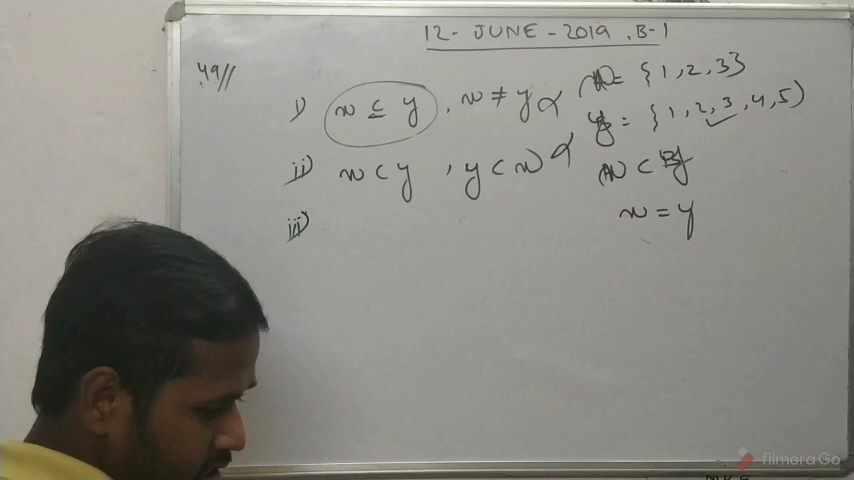 12 - JUNE - 2019 . B-1
49//
i) x ⊆ y , x ≠ y
= {1, 2, 3}
= {1, 2, 3, 4, 5)
ii) x ⊂ y , y ⊂ x
⊂ y
iii)
x = y
filmora Go